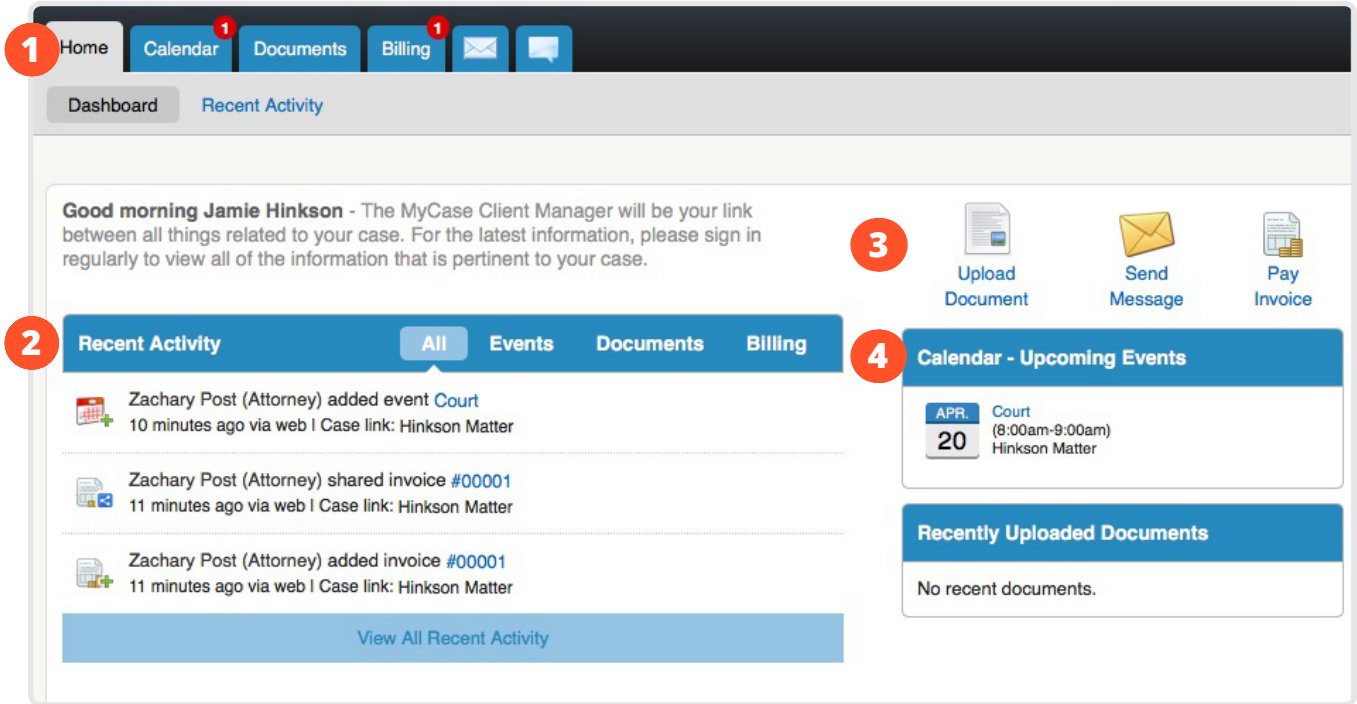 1
Home
Calendar
1
Documents
Billing
1
Dashboard
Recent Activity
Good morning Jamie Hinkson - The MyCase Client Manager will be your link
between all things related to your case. For the latest information, please sign in
regularly to view all of the information that is pertinent to your case.
2
Recent Activity
All
Events
Documents
Billing
Zachary Post (Attorney) added event Court
10 minutes ago via web | Case link: Hinkson Matter
Zachary Post (Attorney) shared invoice #00001
11 minutes ago via web | Case link: Hinkson Matter
Zachary Post (Attorney) added invoice #00001
11 minutes ago via web | Case link: Hinkson Matter
View All Recent Activity
3
Upload
Document
Send
Message
Pay
Invoice
4
Calendar - Upcoming Events
APR.
20
Court
(8:00am-9:00am)
Hinkson Matter
Recently Uploaded Documents
No recent documents.